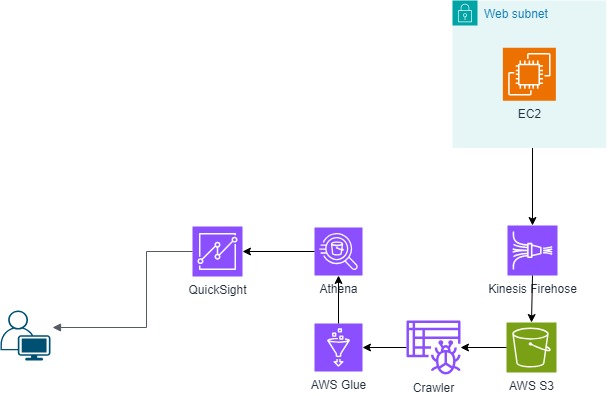 Web subnet
EC2
Kinesis Firehose
QuickSight
Athena
AWS Glue
Crawler
AWS S3